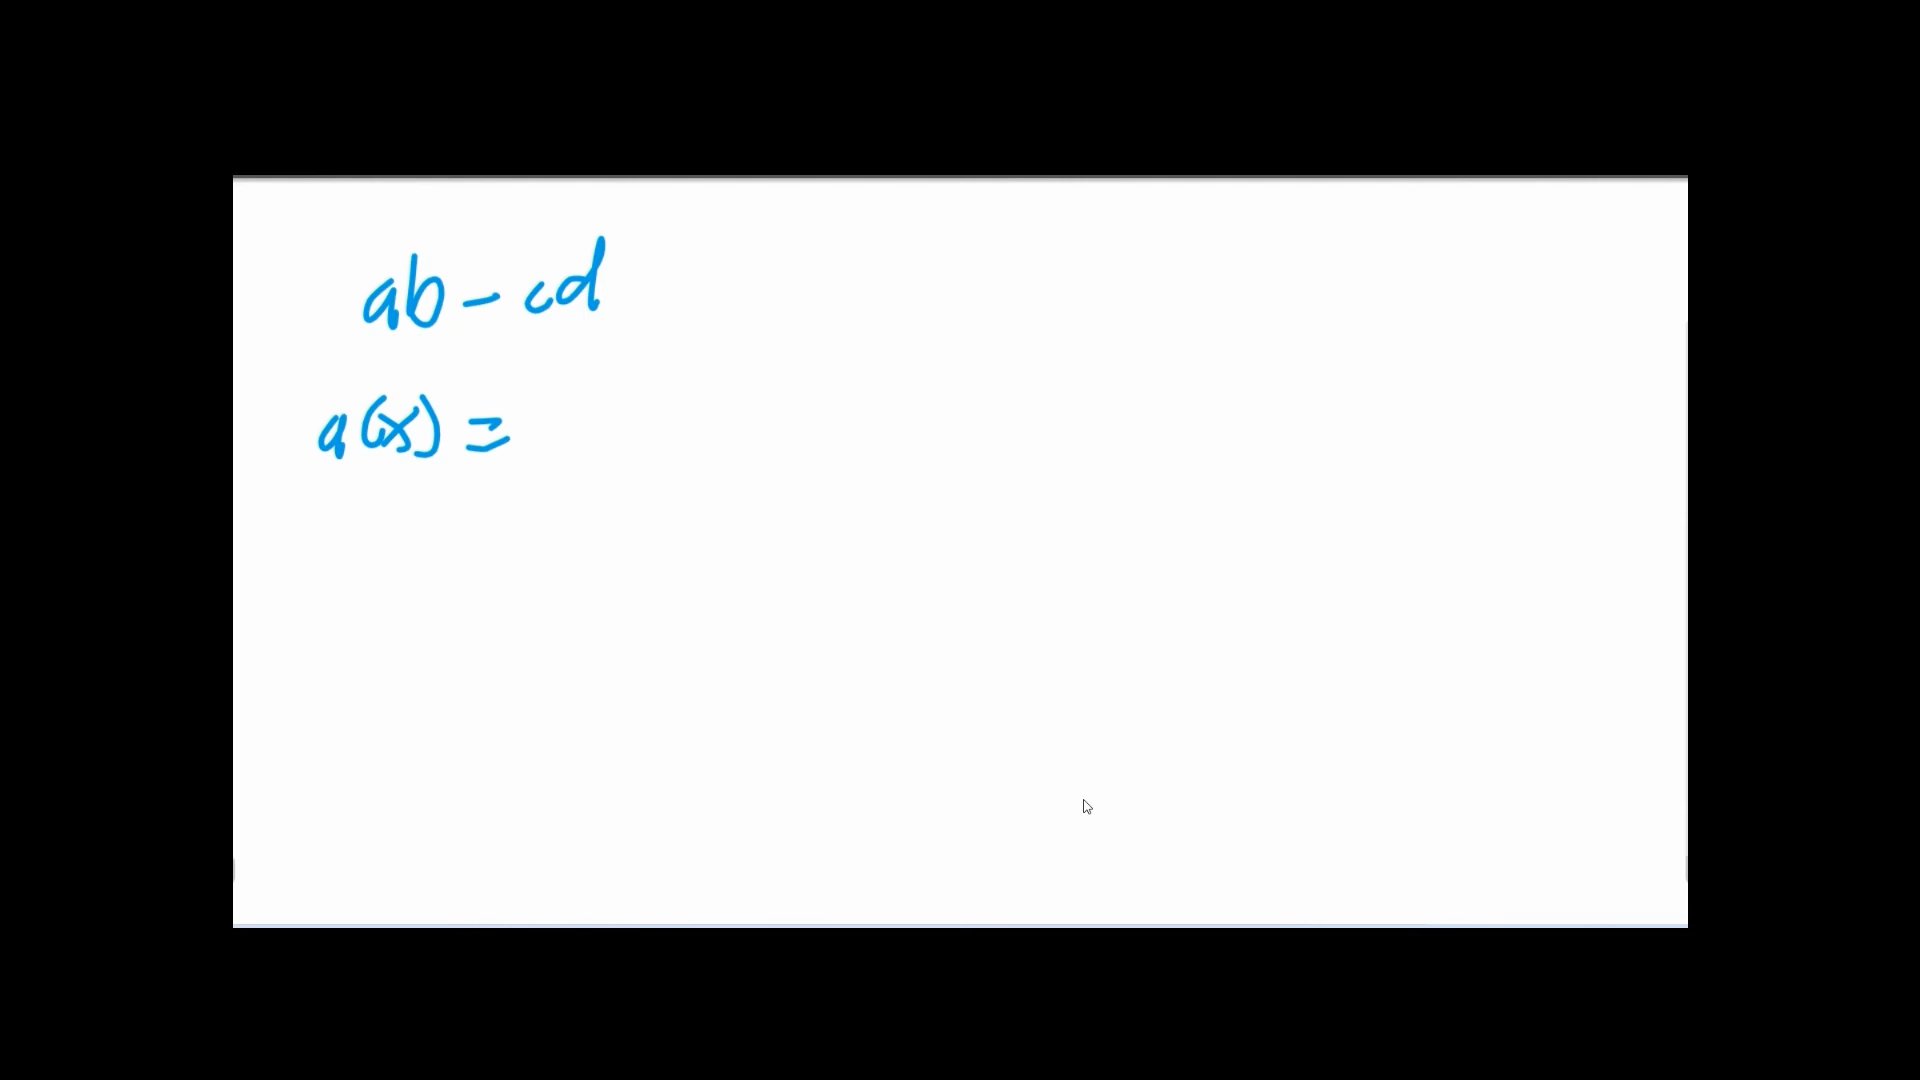 ab - cd
a(x) =